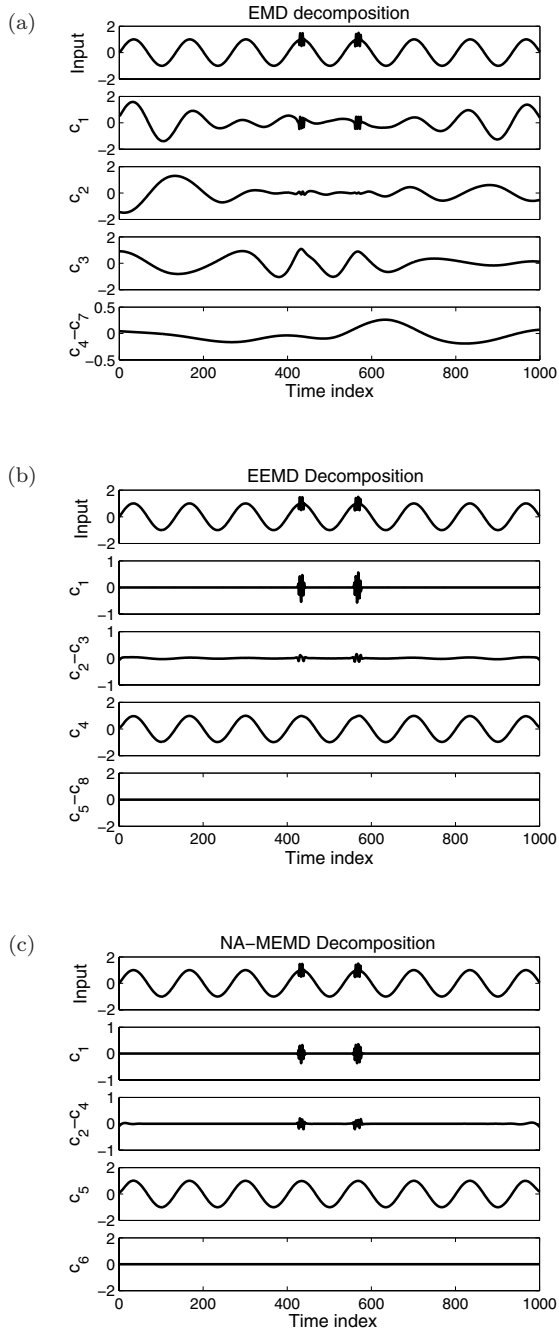 (a)
EMD decomposition
2
0
−2
Input
2
0
−2
c1
2
0
−2
c2
2
0
−2
c3
0.5
0
−0.5
c4−c7
0 200 400 600 800 1000
Time index
(b)
EEMD Decomposition
2
0
−2
Input
1
0
−1
c1
1
0
−1
c2−c3
2
0
−2
c4
2
0
−2
c5−c8
0 200 400 600 800 1000
Time index
(c)
NA−MEMD Decomposition
2
0
−2
Input
1
0
−1
c1
1
0
−1
c2−c4
2
0
−2
c5
2
0
−2
c6
0 200 400 600 800 1000
Time index